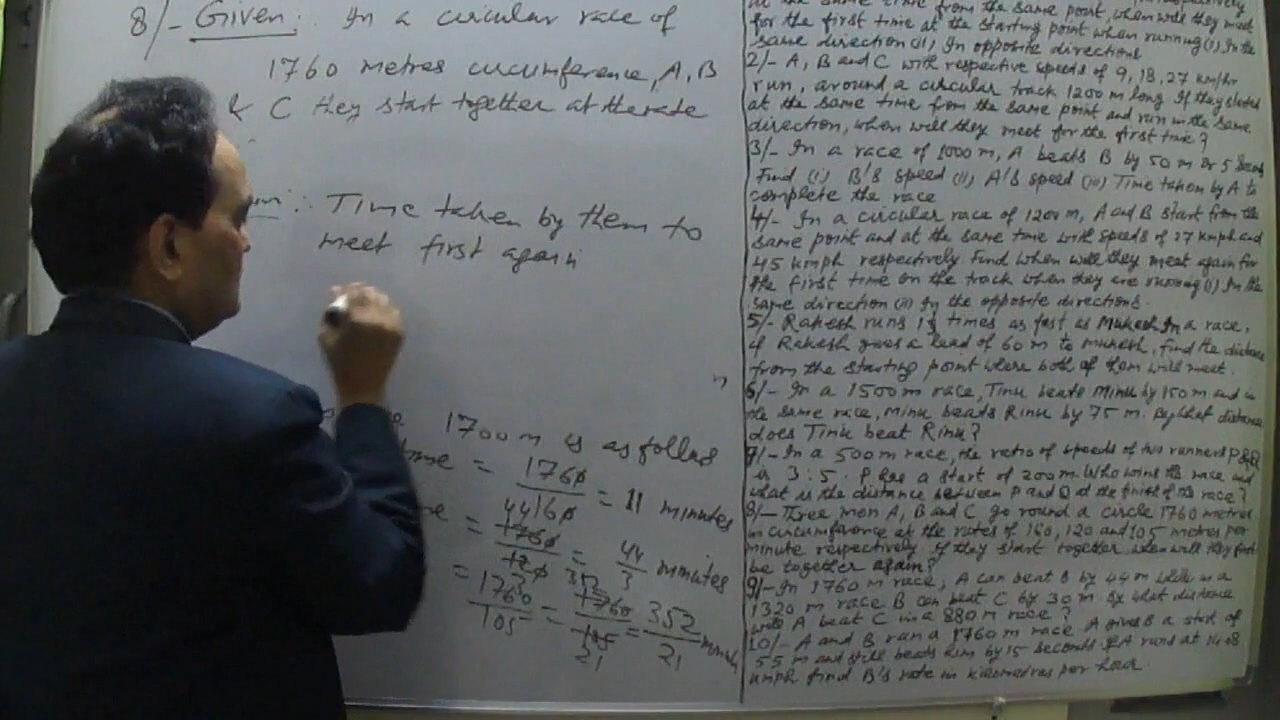 8/- Given:. In a circular race of
1760 metres circumference, A, B
& C they start together at the rate
Time taken by them to
meet first again
1700 m is as follows
= 1760 / 160 = 11 minutes
= 1760 / 120 = 44/3 minutes
= 1760/105 = 1760/105 = 352/21 minutes
at the same time from the same point, when will they meet
for the first time at the starting point when running (i) In the
same direction (ii) In opposite directions
2/- A, B and C with respective speeds of 9, 18, 27 km/hr
run, around a circular track 1200 m long. If they started
at the same time from the same point and run in the same
direction, when will they meet for the first time?
3/- In a race of 1000 m, A beats B by 50 m or 5 seconds
Find (i) B's speed (ii) A's speed (iii) Time taken by A to
complete the race
4/- In a circular race of 1200 m, A and B start from the
same point and at the same time with speeds of 27 kmph and
45 kmph respectively. Find when will they meet again for
the first time on the track when they are running (i) In the
same direction (ii) In the opposite directions.
5/- Rakesh runs times as fast as Mukesh. In a race,
if Rakesh gives a lead of 60 m to Mukesh, find the distance
from the starting point where both of them will meet.
6/- In a 1500 m race, Tinu beats Minu by 150 m and in
the same race, Minu beats Rinu by 75 m. By what distance
does Tinu beat Rinu?
7/- In a 500 m race, the ratio of speeds of two runners P & Q
is 3:5. P has a start of 200 m. Who wins the race and
what is the distance between P and Q at the finish of the race?
8/- Three men A, B and C go round a circle 1760 metres
in circumference at the rates of 160, 120 and 105 metres per
minute respectively. If they start together when will they first
be together again?
9/- In 1760 m race, A can beat B by 44 m while in a
1320 m race B can beat C by 30 m. By what distance
will A beat C in a 880 m race?
10/- A and B run a 1760 m race. A gives B a start of
55 m and still beats him by 15 seconds. If A runs at
kmph find B's rate in kilometres per hour.